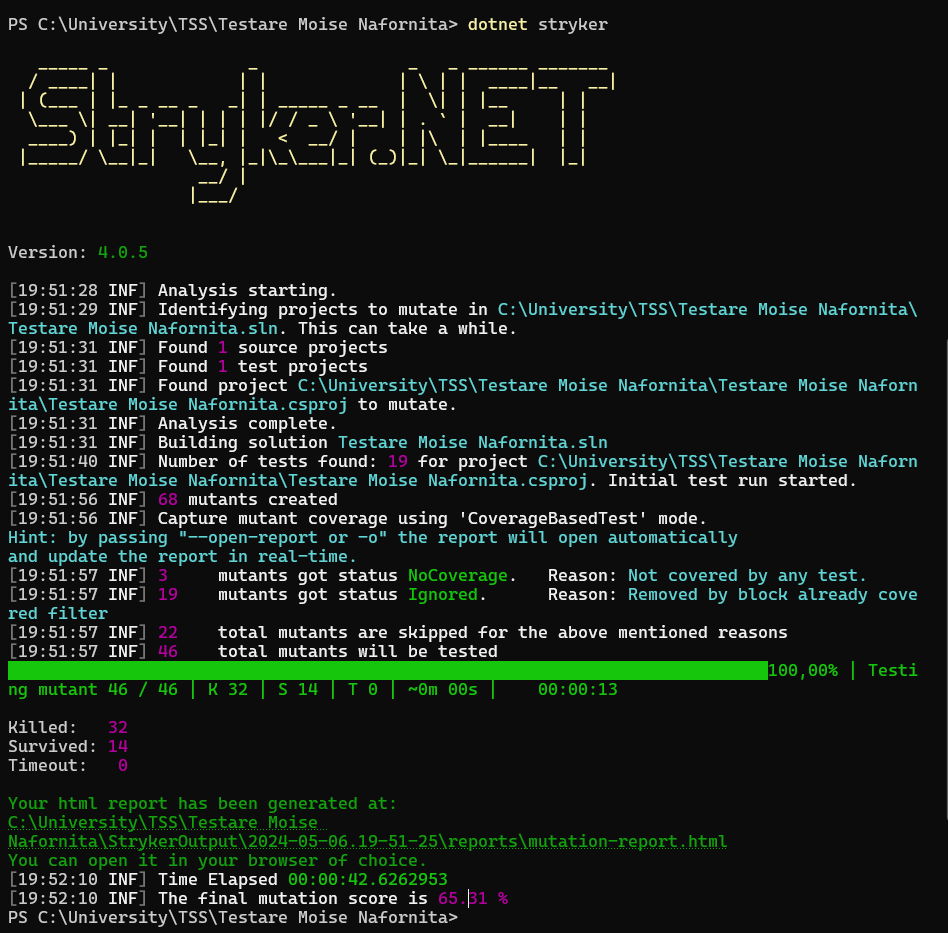 PS C:\University\TSS\Testare Moise Nafornita> dotnet stryker
Stryker.NET
Version: 4.0.5
[19:51:28 INF] Analysis starting.
[19:51:29 INF] Identifying projects to mutate in C:\University\TSS\Testare Moise Nafornita\
Testare Moise Nafornita.sln. This can take a while.
[19:51:31 INF] Found 1 source projects
[19:51:31 INF] Found 1 test projects
[19:51:31 INF] Found project C:\University\TSS\Testare Moise Nafornita\Testare Moise Naforn
ita\Testare Moise Nafornita.csproj to mutate.
[19:51:31 INF] Analysis complete.
[19:51:31 INF] Building solution Testare Moise Nafornita.sln
[19:51:40 INF] Number of tests found: 19 for project C:\University\TSS\Testare Moise Naforn
ita\Testare Moise Nafornita\Testare Moise Nafornita.csproj. Initial test run started.
[19:51:56 INF] 68 mutants created
[19:51:56 INF] Capture mutant coverage using 'CoverageBasedTest' mode.
Hint: by passing "--open-report or -o" the report will open automatically
and update the report in real-time.
[19:51:57 INF] 3     mutants got status NoCoverage.   Reason: Not covered by any test.
[19:51:57 INF] 19    mutants got status Ignored.      Reason: Removed by block already cove
red filter
[19:51:57 INF] 22    total mutants are skipped for the above mentioned reasons
[19:51:57 INF] 46    total mutants will be tested
100,00% | Testi
ng mutant 46 / 46 | K 32 | S 14 | T 0 | ~0m 00s |    00:00:13
Killed:   32
Survived: 14
Timeout:   0
Your html report has been generated at:
C:\University\TSS\Testare Moise
Nafornita\StrykerOutput\2024-05-06.19-51-25\reports\mutation-report.html
You can open it in your browser of choice.
[19:52:10 INF] Time Elapsed 00:00:42.6262953
[19:52:10 INF] The final mutation score is 65.31 %
PS C:\University\TSS\Testare Moise Nafornita>